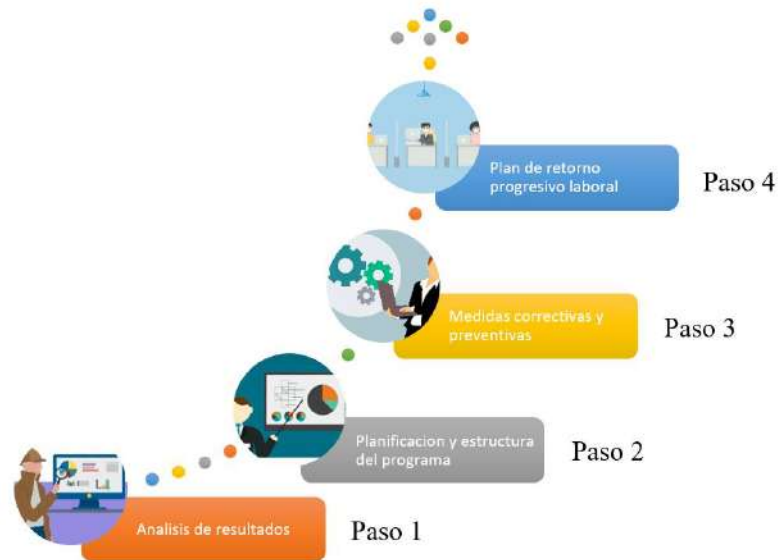 Plan de retorno
progresivo laboral
Paso 4
Medidas correctivas y
preventivas
Paso 3
Planificacion y estructura
del programa
Paso 2
Analisis de resultados
Paso 1